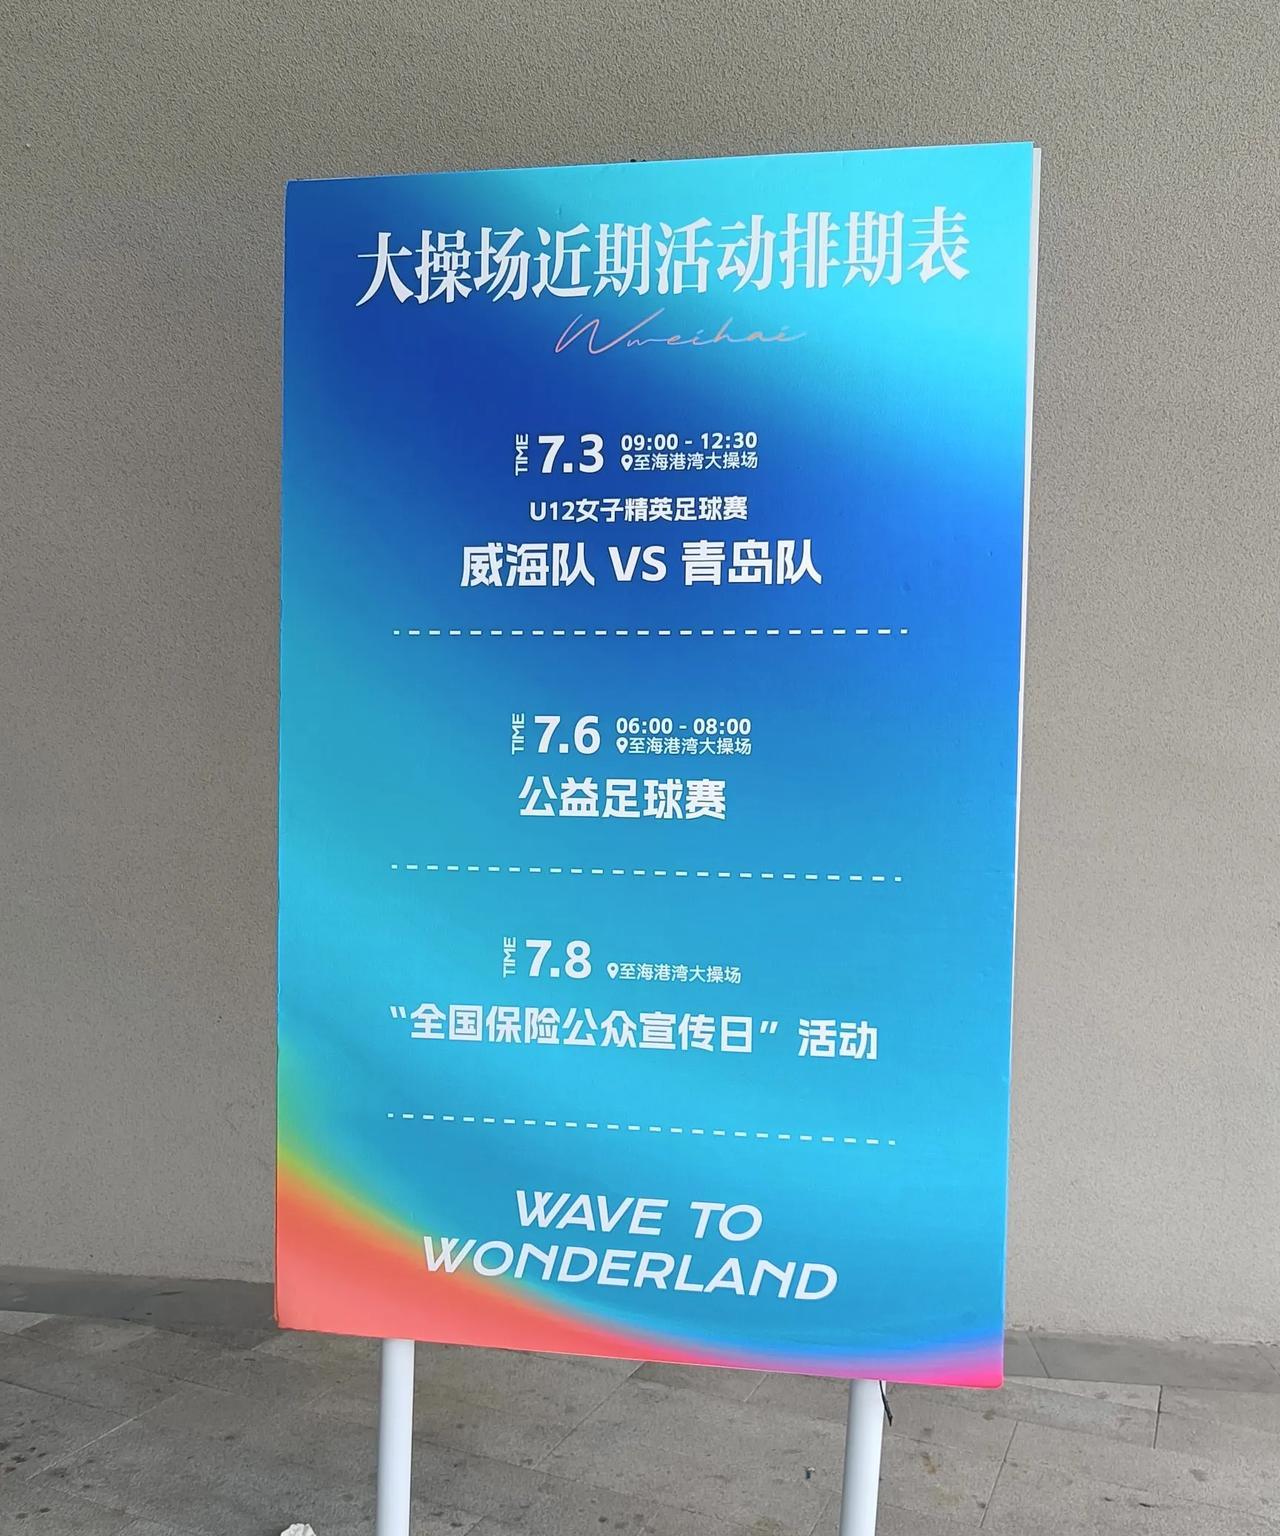 大操场近期活动排期表
Wweihai
TIME 7.3 09:00 - 12:30
至海港湾大操场
U12女子精英足球赛
威海队 VS 青岛队
TIME 7.6 06:00 - 08:00
至海港湾大操场
公益足球赛
TIME 7.8 至海港湾大操场
“全国保险公众宣传日”活动
WAVE TO
WONDERLAND